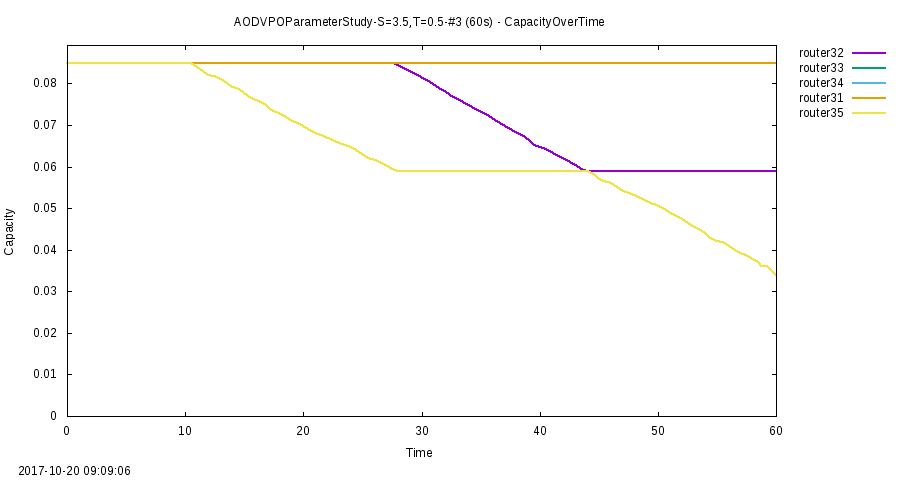 AODVPOParameterStudy-S=3.5,T=0.5-#3 (60s) - CapacityOverTime
router32
router33
router34
router31
router35
0.08
0.07
0.06
0.05
0.04
0.03
0.02
0.01
0
Capacity
0 10 20 30 40 50 60
Time
2017-10-20 09:09:06